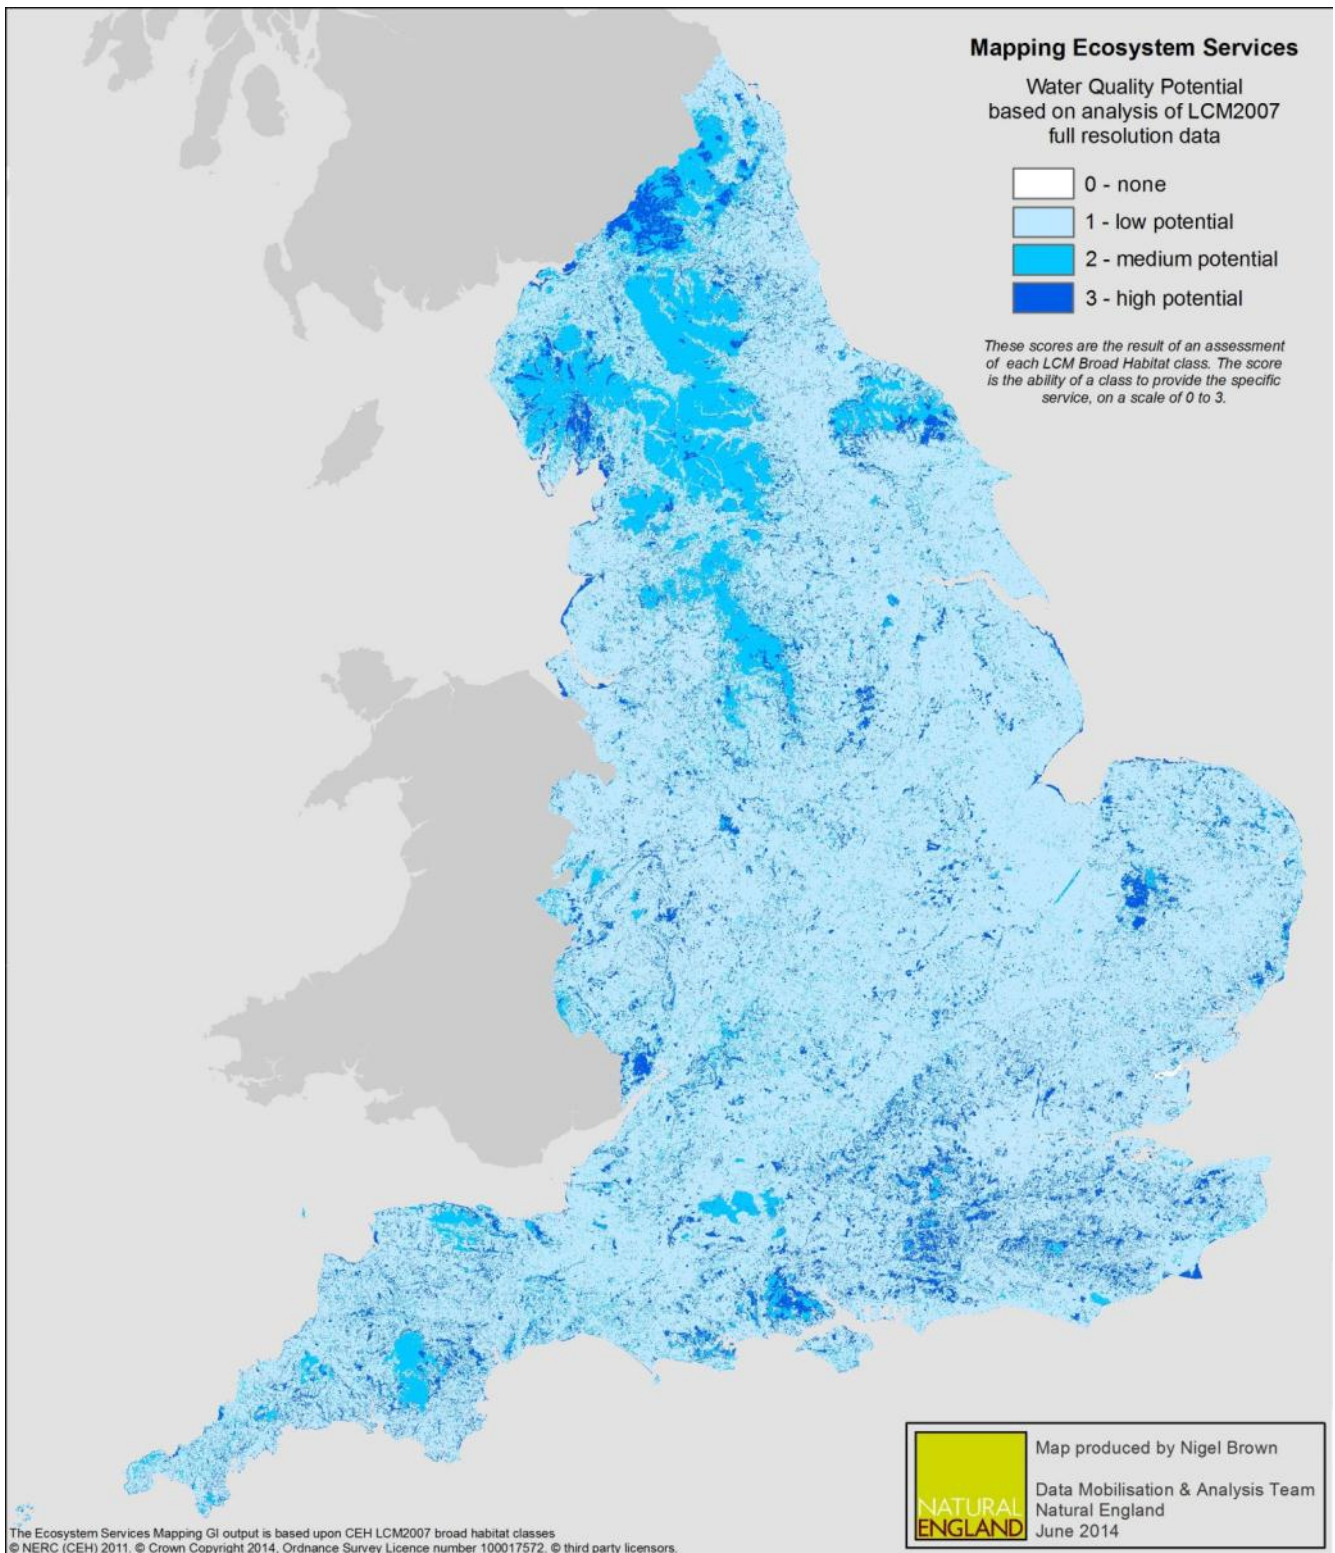 Mapping Ecosystem Services
Water Quality Potential
based on analysis of LCM2007
full resolution data
0 - none
1 - low potential
2 - medium potential
3 - high potential
These scores are the result of an assessment
of each LCM Broad Habitat class. The score
is the ability of a class to provide the specific
service, on a scale of 0 to 3.
NATURAL
ENGLAND
Map produced by Nigel Brown
Data Mobilisation & Analysis Team
Natural England
June 2014
The Ecosystem Services Mapping GI output is based upon CEH LCM2007 broad habitat classes
© NERC (CEH) 2011. © Crown Copyright 2014. Ordnance Survey Licence number 100017572. © third party licensors.